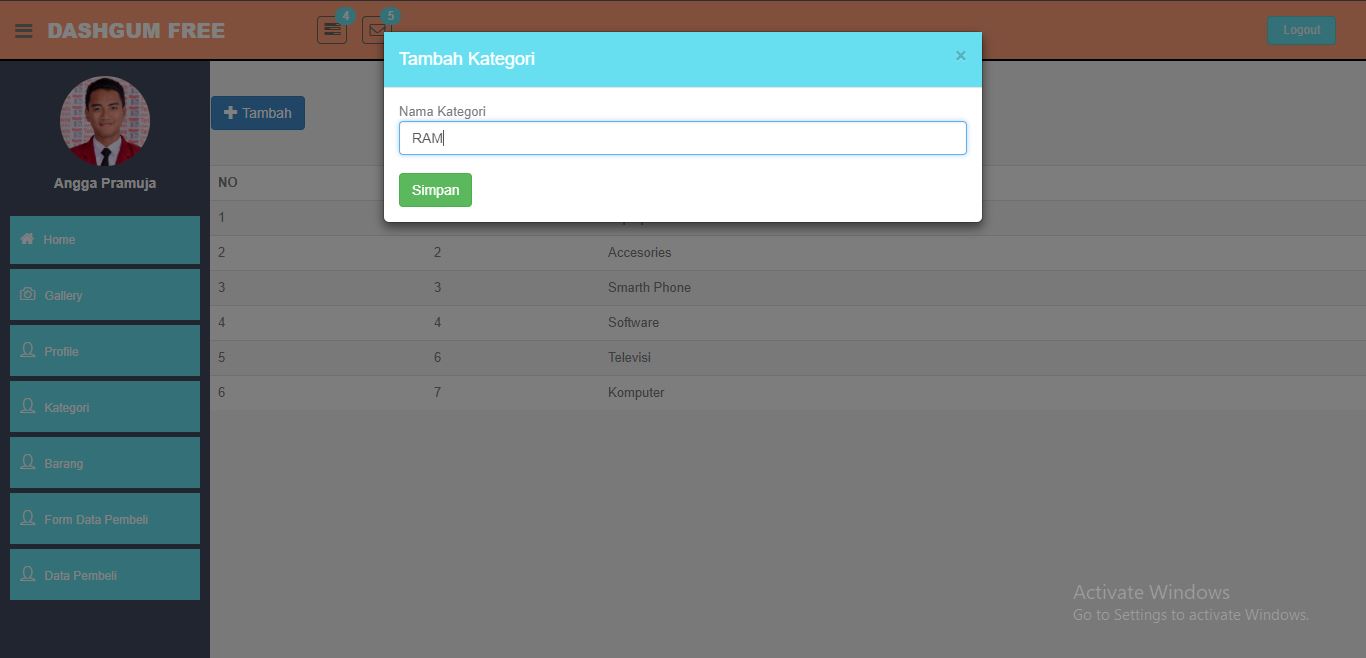 DASHGUM FREE
4
5
Logout
Tambah Kategori
×
Nama Kategori
RAM
Simpan
Tambah
Angga Pramuja
Home
Gallery
Profile
Kategori
Barang
Form Data Pembeli
Data Pembeli
NO
1
2 2 Accesories
3 3 Smarth Phone
4 4 Software
5 6 Televisi
6 7 Komputer
Activate Windows
Go to Settings to activate Windows.